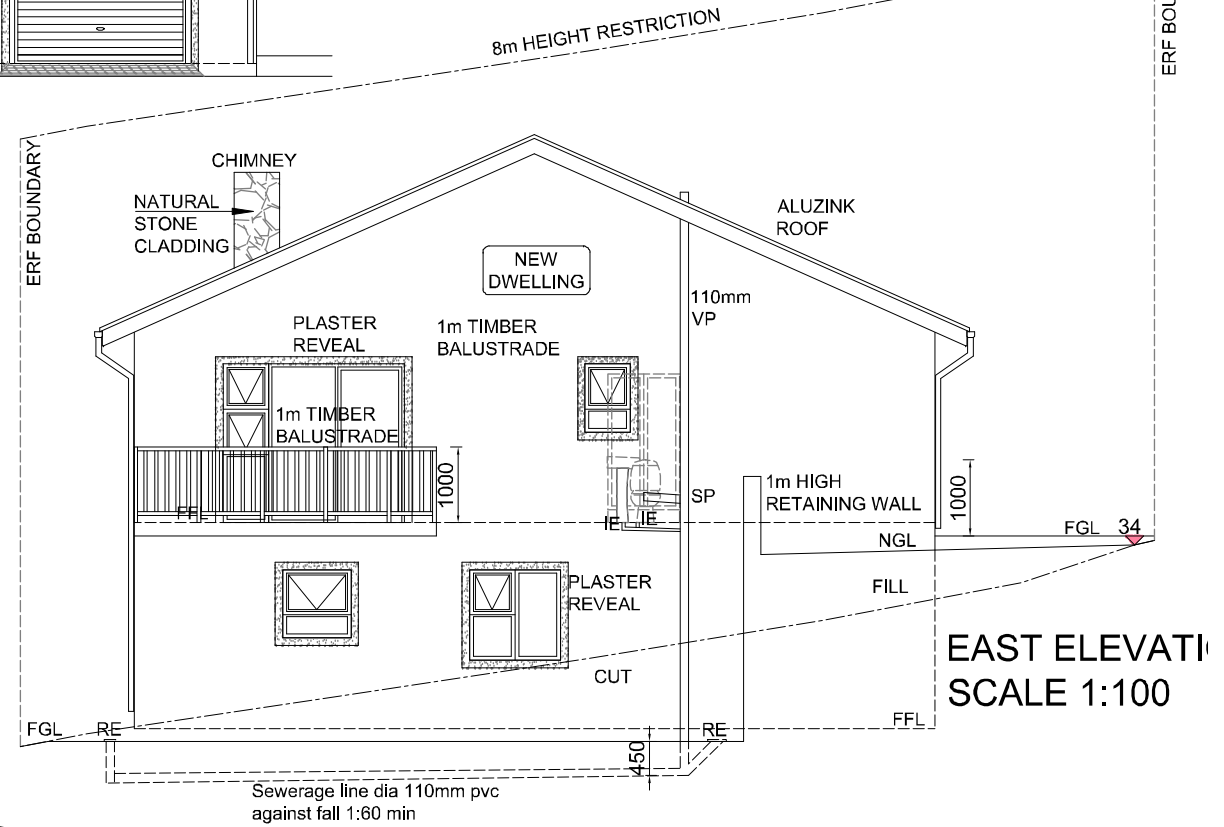 8m HEIGHT RESTRICTION
ERF BOU
ERF BOUNDARY
CHIMNEY
NATURAL
STONE
CLADDING
ALUZINK
ROOF
NEW
DWELLING
110mm
VP
PLASTER
REVEAL
1m TIMBER
BALUSTRADE
1m TIMBER
BALUSTRADE
1000
SP
1m HIGH
RETAINING WALL
1000
FFL
IE
IE
FGL 34
NGL
FILL
PLASTER
REVEAL
CUT
EAST ELEVATIO
SCALE 1:100
FGL
RE
RE
FFL
450
Sewerage line dia 110mm pvc
against fall 1:60 min